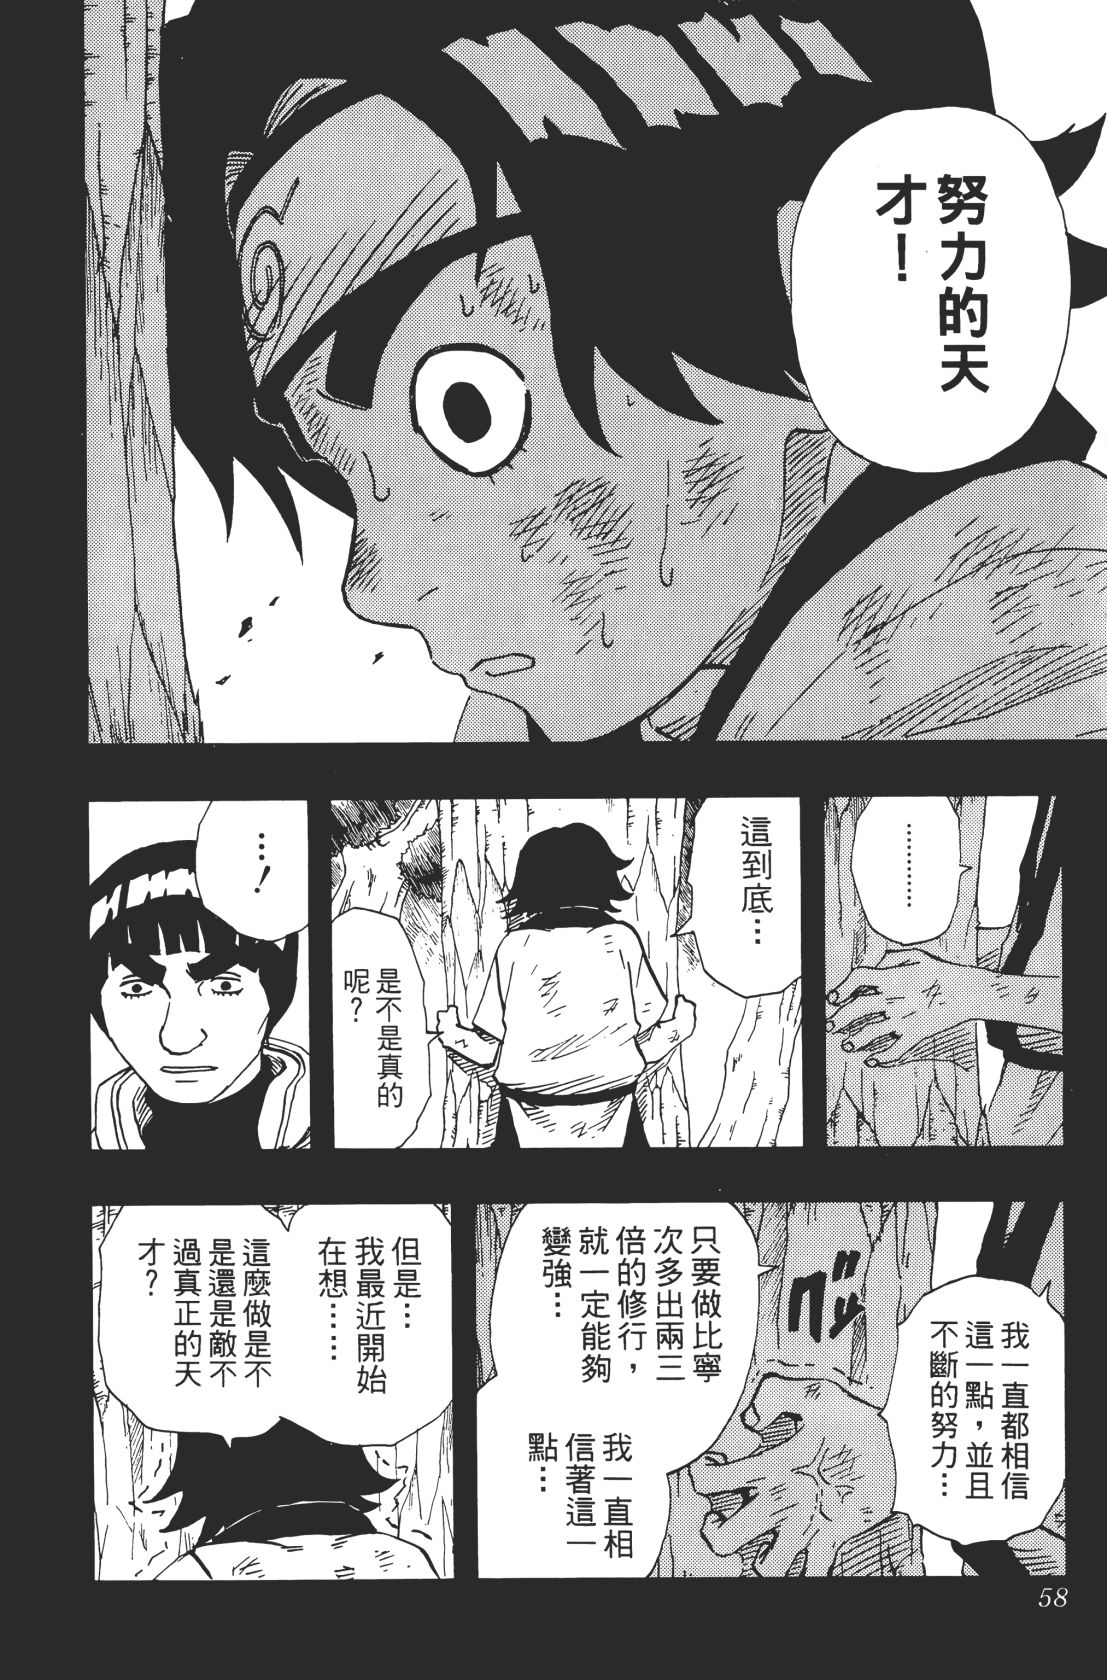 努力的天
才！
…………
這到底…
是不是真的
呢？
…！
我一直都相信
這一點，並且
不斷的努力…
只要做比寧
次多出兩三
倍的修行，
就一定能夠
變強…
我一直相
信著這一
點…
グッ
但是…
我最近開始
在想……
這麼做是不
是還是敵不
過真正的天
才？
58